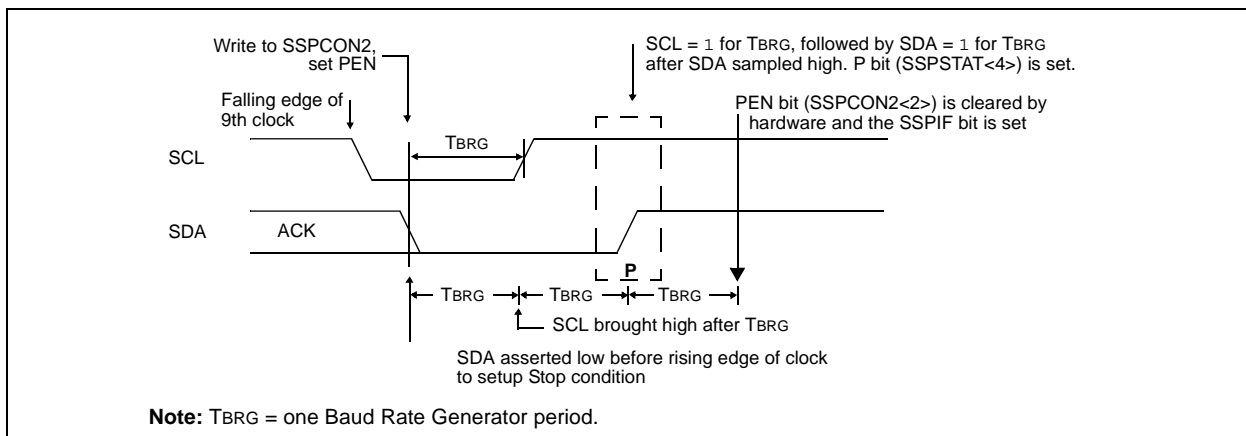 Write to SSPCON2,
set PEN
SCL = 1 for TBRG, followed by SDA = 1 for TBRG
after SDA sampled high. P bit (SSPSTAT<4>) is set.
Falling edge of
9th clock
PEN bit (SSPCON2<2>) is cleared by
hardware and the SSPIF bit is set
TBRG
SCL
SDA
ACK
P
TBRG
TBRG
TBRG
SCL brought high after TBRG
SDA asserted low before rising edge of clock
to setup Stop condition
Note: TBRG = one Baud Rate Generator period.